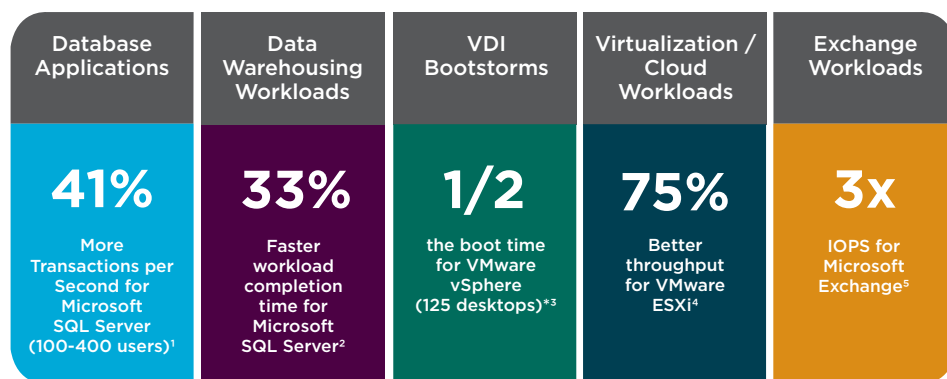 Database
Applications
41%
More
Transactions per
Second for
Microsoft
SQL Server
(100-400 users)¹
Data
Warehousing
Workloads
33%
Faster
workload
completion
time for
Microsoft
SQL Server²
VDI
Bootstorms
1/2
the boot time
for VMware
vSphere
(125 desktops)*³
Virtualization /
Cloud
Workloads
75%
Better
throughput
for VMware
ESXi⁴
Exchange
Workloads
3x
IOPS for
Microsoft
Exchange⁵